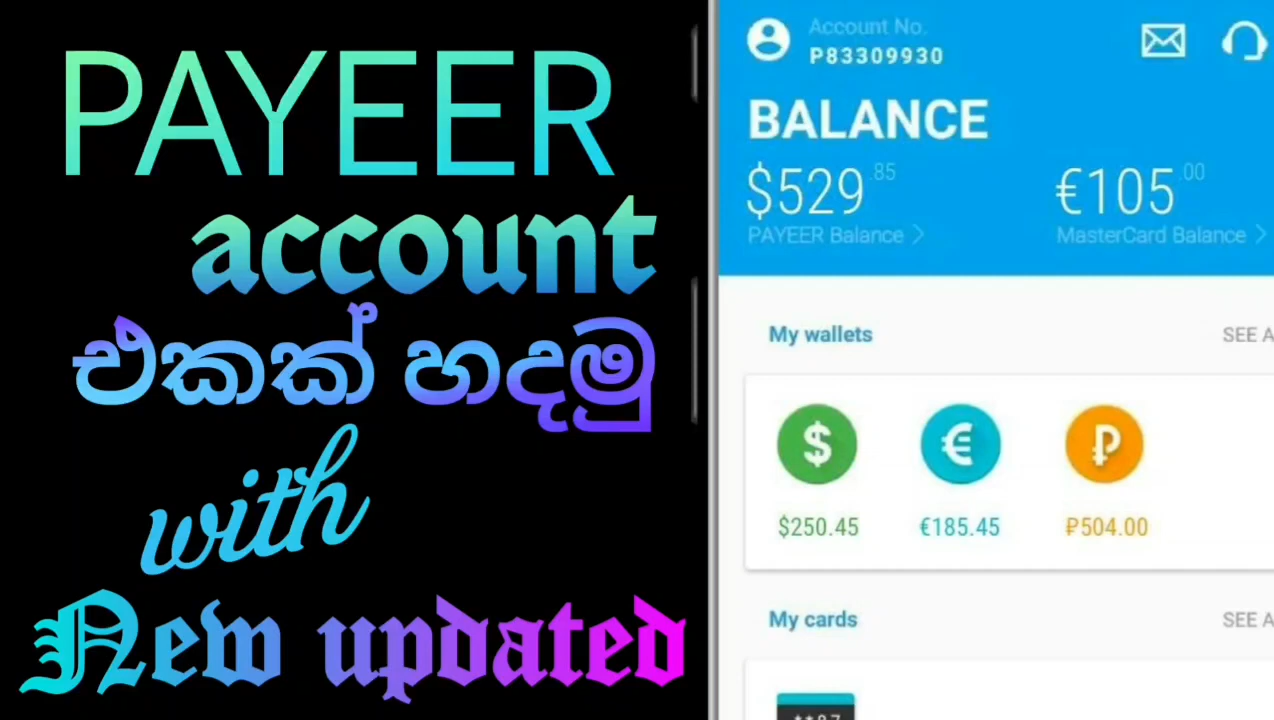 PAYEER
account
එකක් හදමු
with
New updated
Account No.
P83309930
BALANCE
$529.85
€105.00
PAYEER Balance
MasterCard Balance
My wallets
SEE A
$250.45
€185.45
₽504.00
My cards
SEE A